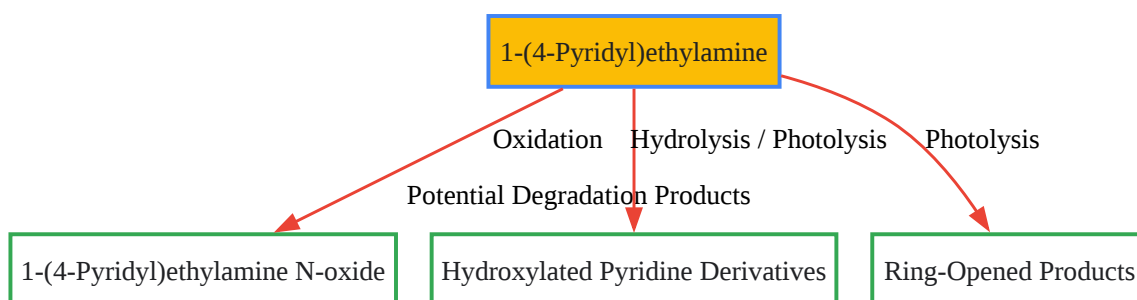 1-(4-Pyridyl)ethylamine
Oxidation
Hydrolysis / Photolysis
Photolysis
Potential Degradation Products
1-(4-Pyridyl)ethylamine N-oxide
Hydroxylated Pyridine Derivatives
Ring-Opened Products